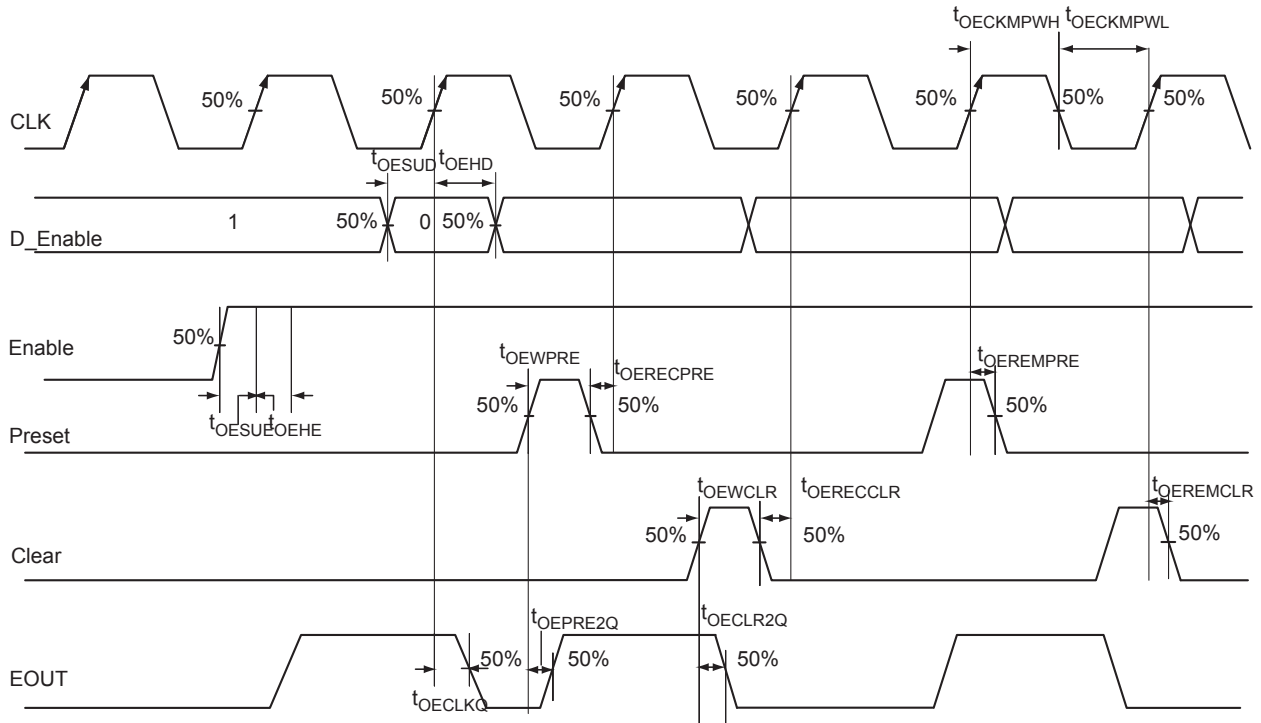 tOECKMPWH tOECKMPWL
CLK 50% 50% 50% 50% 50% 50% 50%
tOESUD tOEHD
D_Enable 1 50% 0 50%
Enable 50%
tOESUE tOEHE
tOEWPRE tOERECPRE tOEREMPRE
Preset 50% 50% 50%
tOEWCLR tOERECCLR tOEREMCLR
Clear 50% 50% 50%
tOEPRE2Q tOECLR2Q
EOUT 50% 50% 50%
tOECLKQ